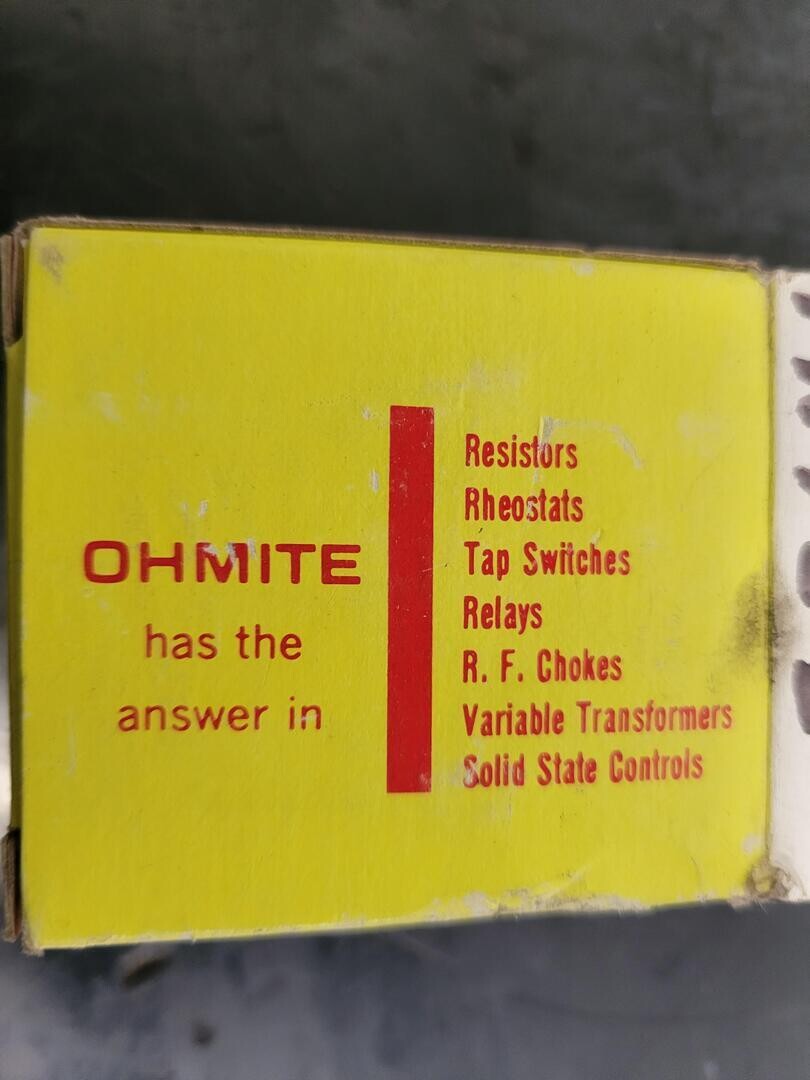 OHMITE
has the
answer in
Resistors
Rheostats
Tap Switches
Relays
R. F. Chokes
Variable Transformers
Solid State Controls